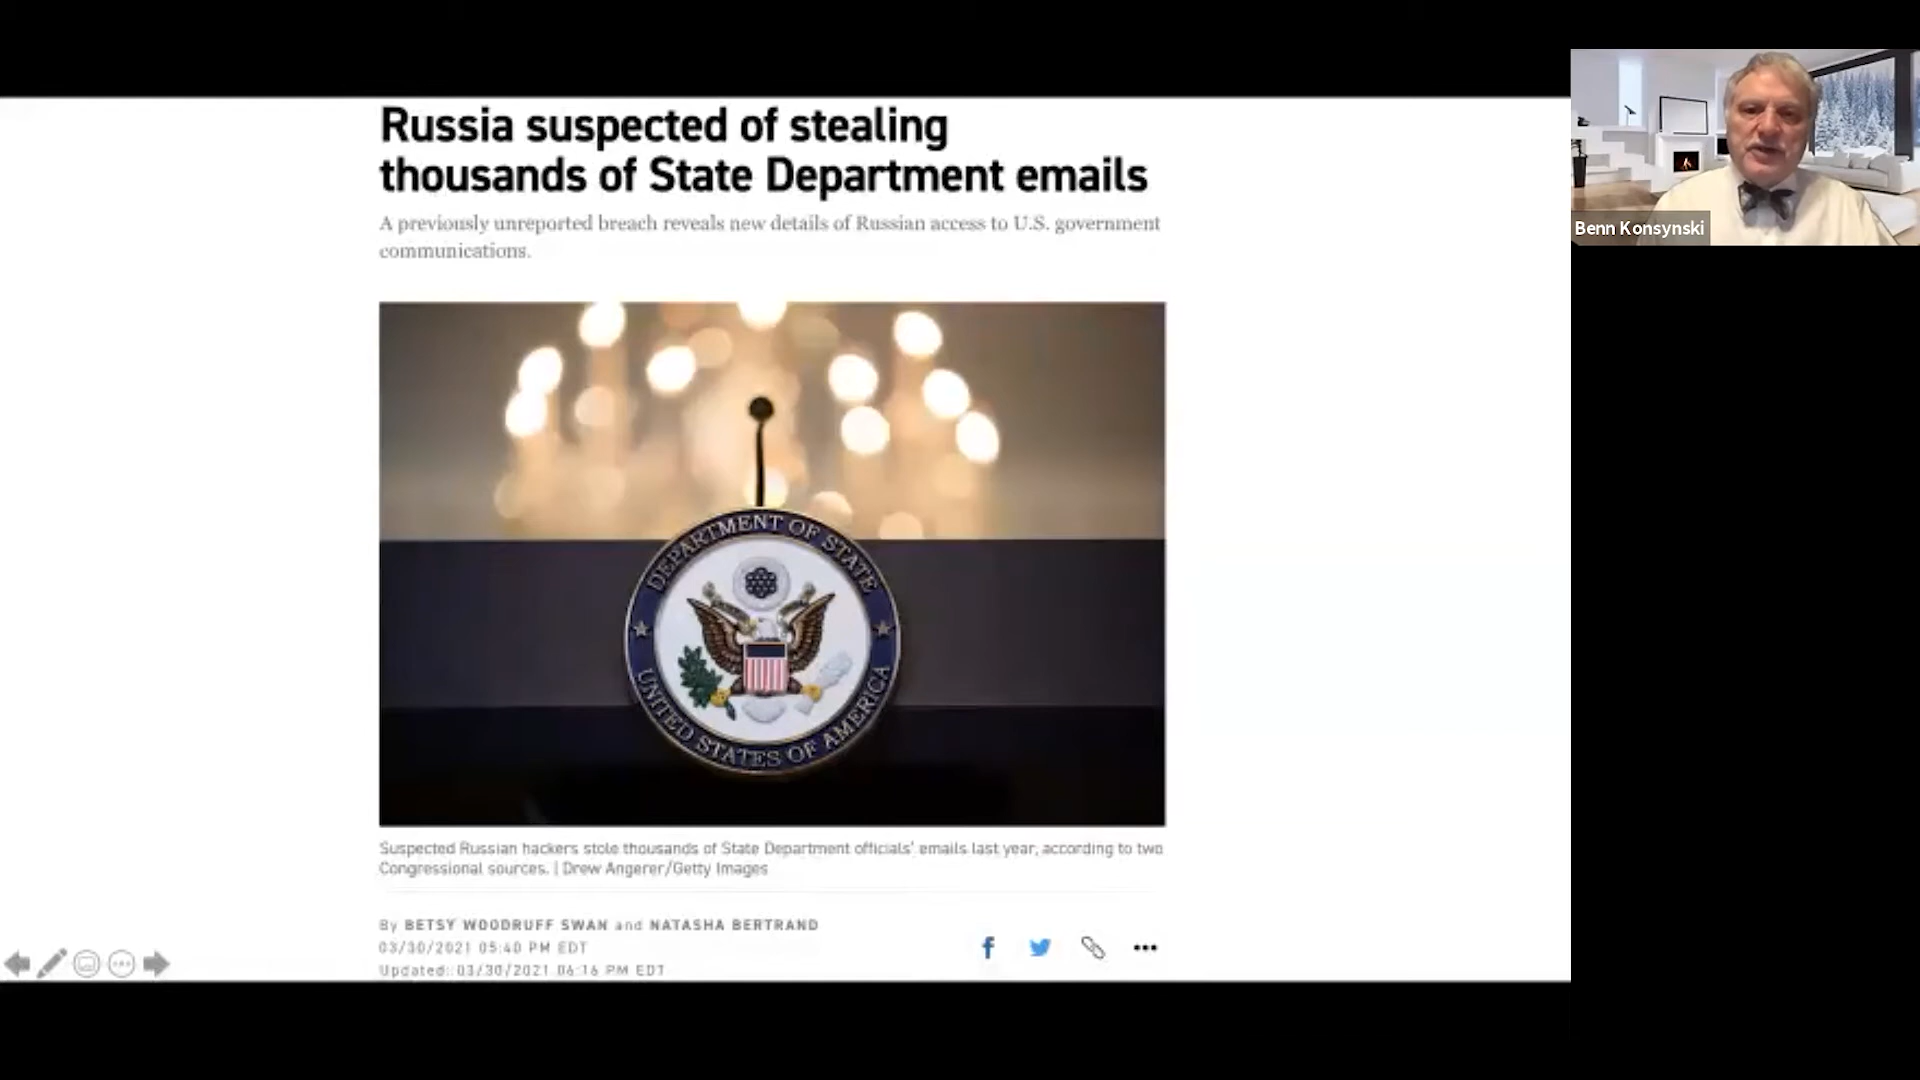 Russia suspected of stealing
thousands of State Department emails
A previously unreported breach reveals new details of Russian access to U.S. government
communications.
DEPARTMENT OF STATE
UNITED STATES OF AMERICA
Suspected Russian hackers stole thousands of State Department officials' emails last year, according to two
Congressional sources. | Drew Angerer/Getty Images
By BETSY WOODRUFF SWAN and NATASHA BERTRAND
03/30/2021 05:40 PM EDT
Updated: 03/30/2021 06:16 PM EDT
Benn Konsynski